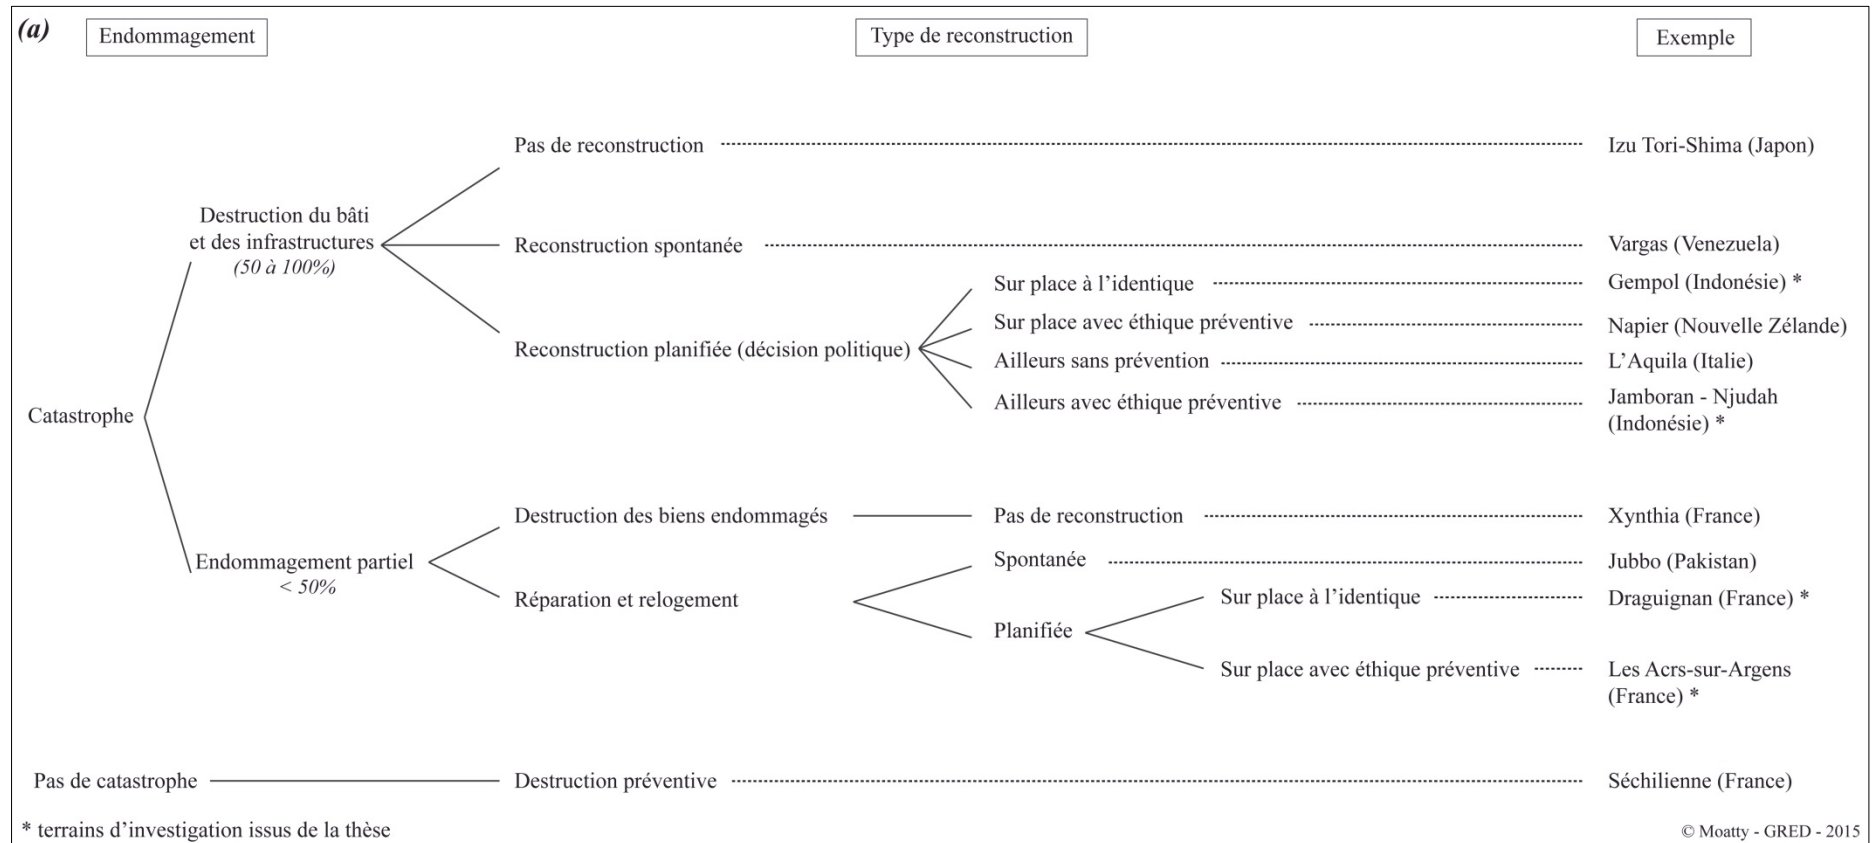 (a)
Endommagement
Type de reconstruction
Exemple
Pas de reconstruction
Izu Tori-Shima (Japon)
Destruction du bâti
et des infrastructures
(50 à 100%)
Reconstruction spontanée
Vargas (Venezuela)
Sur place à l’identique
Gempol (Indonésie) *
Sur place avec éthique préventive
Napier (Nouvelle Zélande)
Reconstruction planifiée (décision politique)
Ailleurs sans prévention
L’Aquila (Italie)
Ailleurs avec éthique préventive
Jamboran - Njudah
(Indonésie) *
Catastrophe
Destruction des biens endommagés
Pas de reconstruction
Xynthia (France)
Endommagement partiel
< 50%
Spontanée
Jubbo (Pakistan)
Réparation et relogement
Sur place à l’identique
Draguignan (France) *
Planifiée
Sur place avec éthique préventive
Les Acrs-sur-Argens
(France) *
Pas de catastrophe
Destruction préventive
Séchilienne (France)
* terrains d’investigation issus de la thèse
© Moatty - GRED - 2015